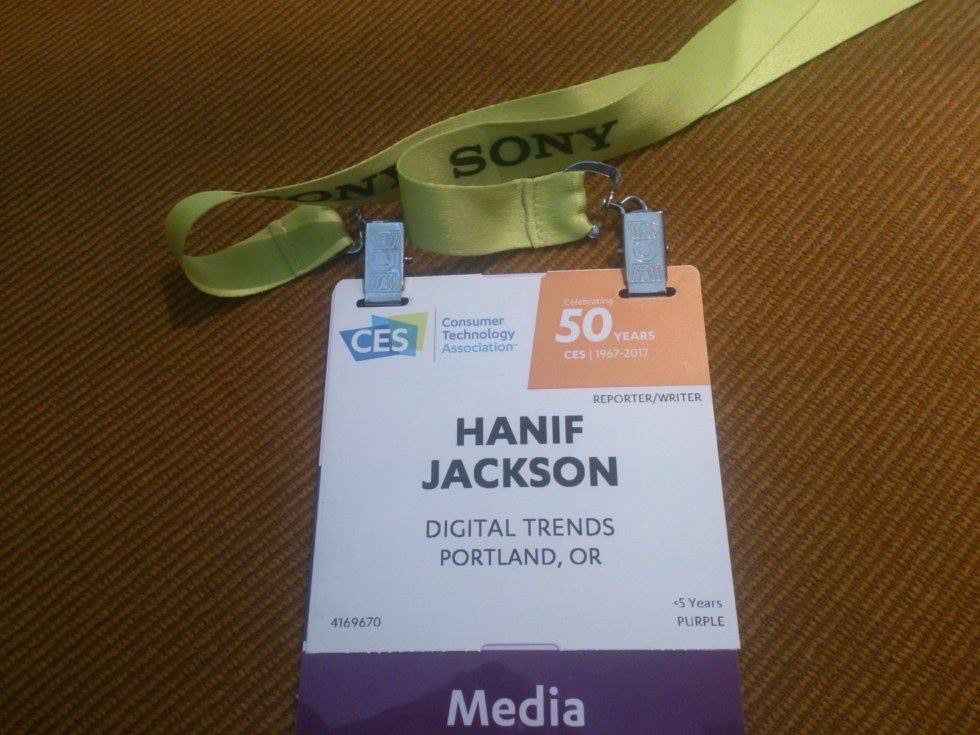 SONY
ONY
CES
Consumer
Technology
Association
Celebrating
50 YEARS
CES | 1967-2017
REPORTER/WRITER
HANIF
JACKSON
DIGITAL TRENDS
PORTLAND, OR
4169670
<5 Years
PURPLE
Media